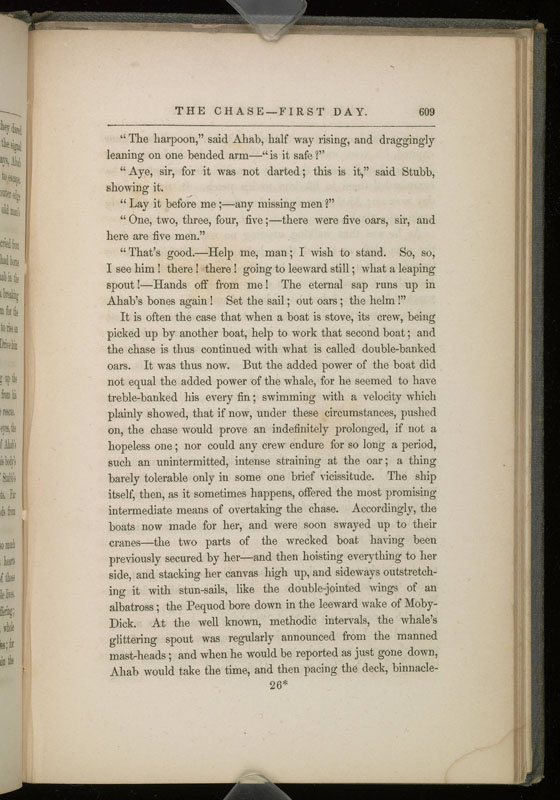 THE CHASE—FIRST DAY. 609
“The harpoon,” said Ahab, half way rising, and draggingly
leaning on one bended arm—“is it safe?”
“Aye, sir, for it was not darted; this is it,” said Stubb,
showing it.
“Lay it before me;—any missing men?”
“One, two, three, four, five;—there were five oars, sir, and
here are five men.”
“That’s good.—Help me, man; I wish to stand. So, so,
I see him! there! there! going to leeward still; what a leaping
spout!—Hands off from me! The eternal sap runs up in
Ahab’s bones again! Set the sail; out oars; the helm!”
It is often the case that when a boat is stove, its crew, being
picked up by another boat, help to work that second boat; and
the chase is thus continued with what is called double-banked
oars. It was thus now. But the added power of the boat did
not equal the added power of the whale, for he seemed to have
treble-banked his every fin; swimming with a velocity which
plainly showed, that if now, under these circumstances, pushed
on, the chase would prove an indefinitely prolonged, if not a
hopeless one; nor could any crew endure for so long a period,
such an unintermitted, intense straining at the oar; a thing
barely tolerable only in some one brief vicissitude. The ship
itself, then, as it sometimes happens, offered the most promising
intermediate means of overtaking the chase. Accordingly, the
boats now made for her, and were soon swayed up to their
cranes—the two parts of the wrecked boat having been
previously secured by her—and then hoisting everything to her
side, and stacking her canvas high up, and sideways outstretch-
ing it with stun-sails, like the double-jointed wings of an
albatross; the Pequod bore down in the leeward wake of Moby-
Dick. At the well known, methodic intervals, the whale’s
glittering spout was regularly announced from the manned
mast-heads; and when he would be reported as just gone down,
Ahab would take the time, and then pacing the deck, binnacle-
26*